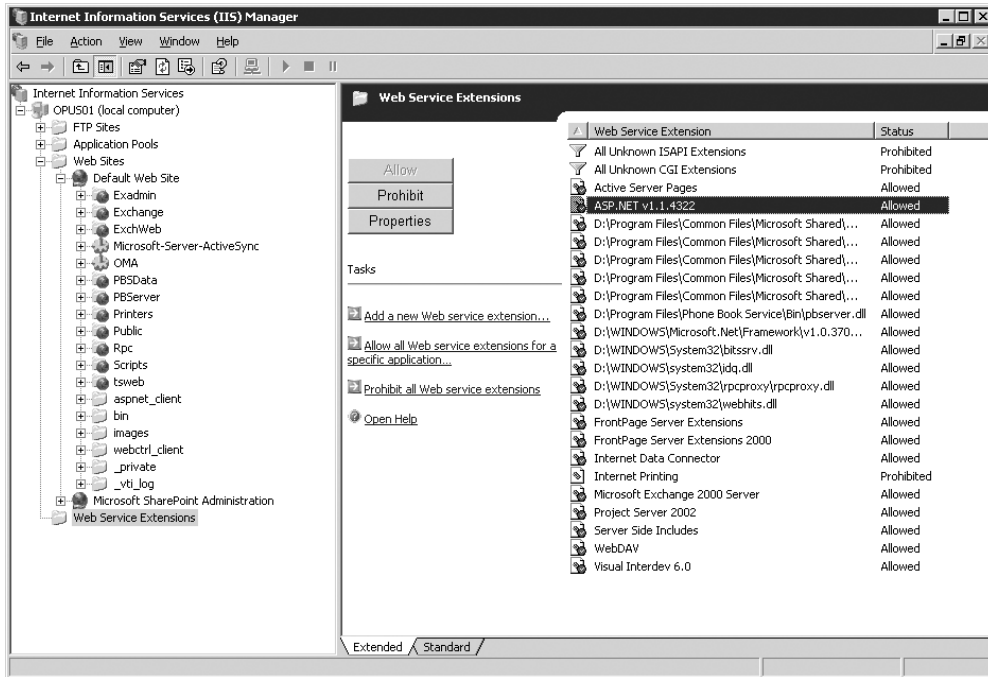 Internet Information Services (IIS) Manager
File Action View Window Help
Internet Information Services
OPUS01 (local computer)
FTP Sites
Application Pools
Web Sites
Default Web Site
Exadmin
Exchange
ExchWeb
Microsoft-Server-ActiveSync
OMA
PBSData
PBServer
Printers
Public
Rpc
Scripts
tsweb
aspnet_client
bin
images
webctrl_client
_private
_vti_log
Microsoft SharePoint Administration
Web Service Extensions
Web Service Extensions
Allow
Prohibit
Properties
Tasks
Add a new Web service extension...
Allow all Web service extensions for a
specific application...
Prohibit all Web service extensions
Open Help
Web Service Extension Status
All Unknown ISAPI Extensions Prohibited
All Unknown CGI Extensions Prohibited
Active Server Pages Allowed
ASP.NET v1.1.4322 Allowed
D:\Program Files\Common Files\Microsoft Shared\... Allowed
D:\Program Files\Common Files\Microsoft Shared\... Allowed
D:\Program Files\Common Files\Microsoft Shared\... Allowed
D:\Program Files\Common Files\Microsoft Shared\... Allowed
D:\Program Files\Common Files\Microsoft Shared\... Allowed
D:\Program Files\Phone Book Service\Bin\pbserver.dll Allowed
D:\WINDOWS\Microsoft.Net\Framework\v1.0.370... Allowed
D:\WINDOWS\System32\bitssrv.dll Allowed
D:\WINDOWS\system32\idq.dll Allowed
D:\WINDOWS\System32\rpcproxy\rpcproxy.dll Allowed
D:\WINDOWS\system32\webhits.dll Allowed
FrontPage Server Extensions Allowed
FrontPage Server Extensions 2000 Allowed
Internet Data Connector Allowed
Internet Printing Prohibited
Microsoft Exchange 2000 Server Allowed
Project Server 2002 Allowed
Server Side Includes Allowed
WebDAV Allowed
Visual Interdev 6.0 Allowed
Extended Standard